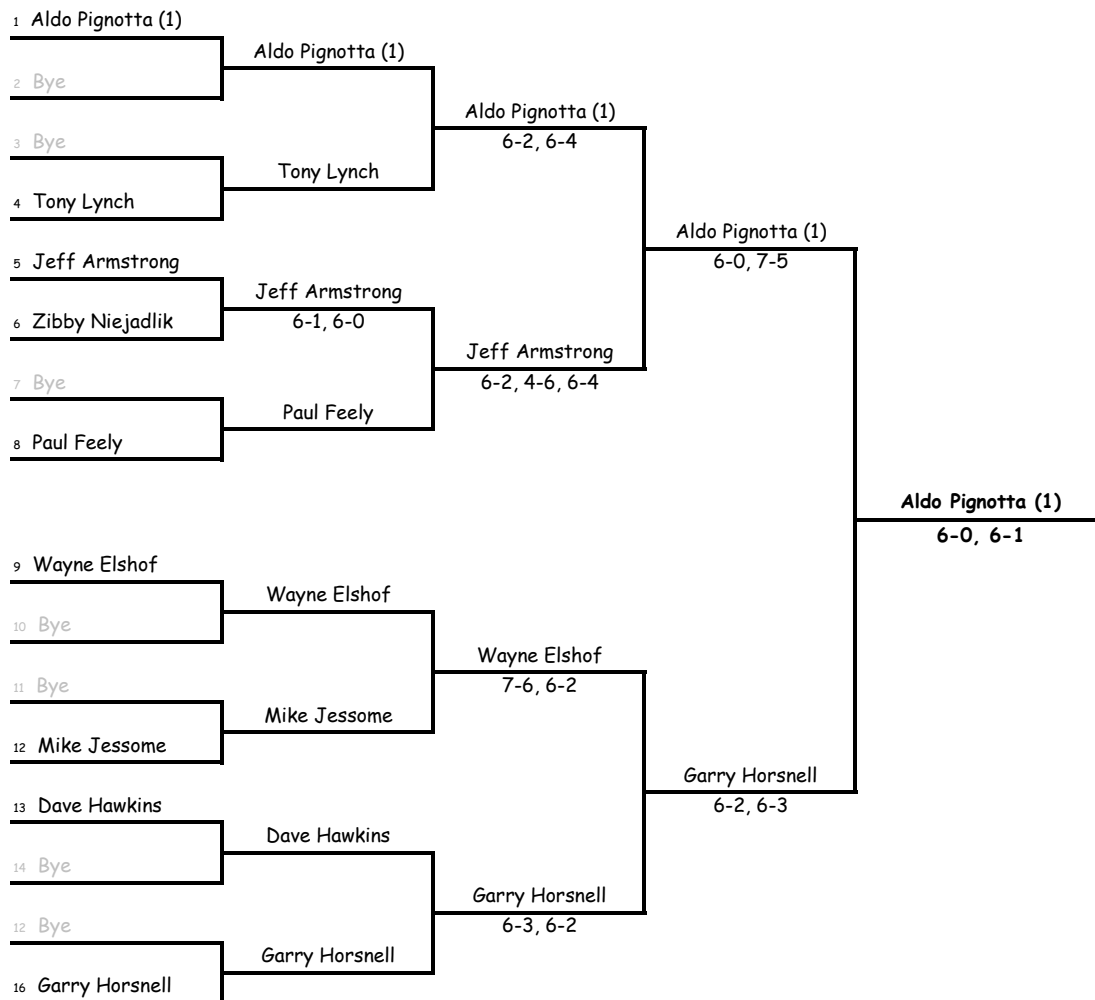 1 Aldo Pignotta (1)
Aldo Pignotta (1)
2 Bye
Aldo Pignotta (1)
6-2, 6-4
3 Bye
Tony Lynch
4 Tony Lynch
Aldo Pignotta (1)
6-0, 7-5
5 Jeff Armstrong
Jeff Armstrong
6-1, 6-0
6 Zibby Niejadlik
Jeff Armstrong
6-2, 4-6, 6-4
7 Bye
Paul Feely
8 Paul Feely
Aldo Pignotta (1)
6-0, 6-1
9 Wayne Elshof
Wayne Elshof
10 Bye
Wayne Elshof
7-6, 6-2
11 Bye
Mike Jessome
12 Mike Jessome
Garry Horsnell
6-2, 6-3
13 Dave Hawkins
Dave Hawkins
14 Bye
Garry Horsnell
6-3, 6-2
12 Bye
Garry Horsnell
16 Garry Horsnell